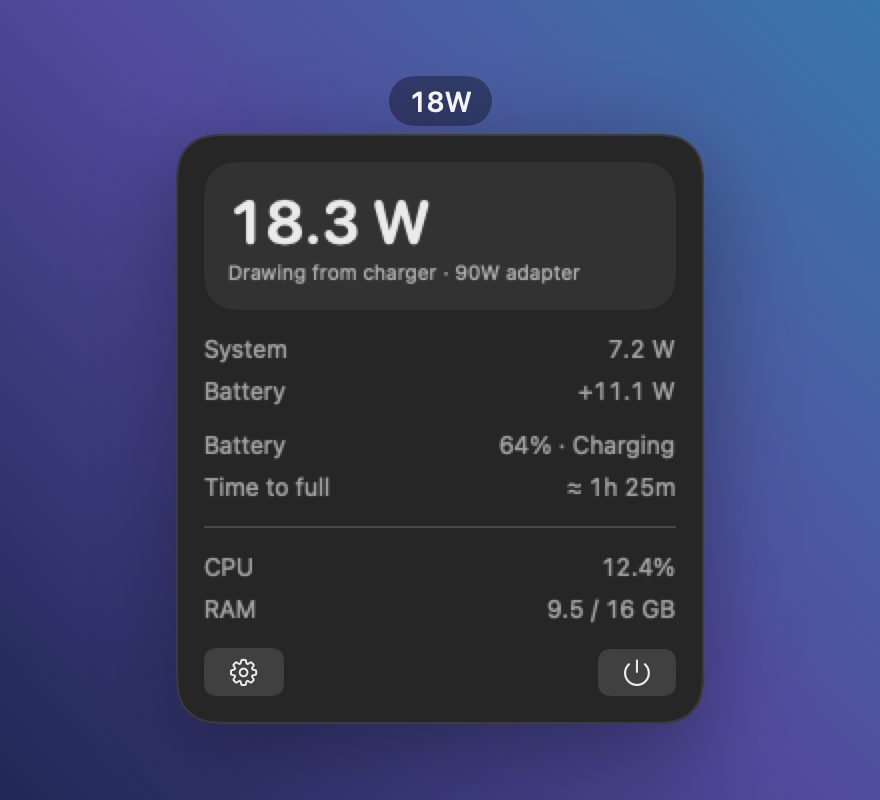 18W
18.3 W
Drawing from charger · 90W adapter
System 7.2 W
Battery +11.1 W
Battery 64% · Charging
Time to full ≈ 1h 25m
CPU 12.4%
RAM 9.5 / 16 GB